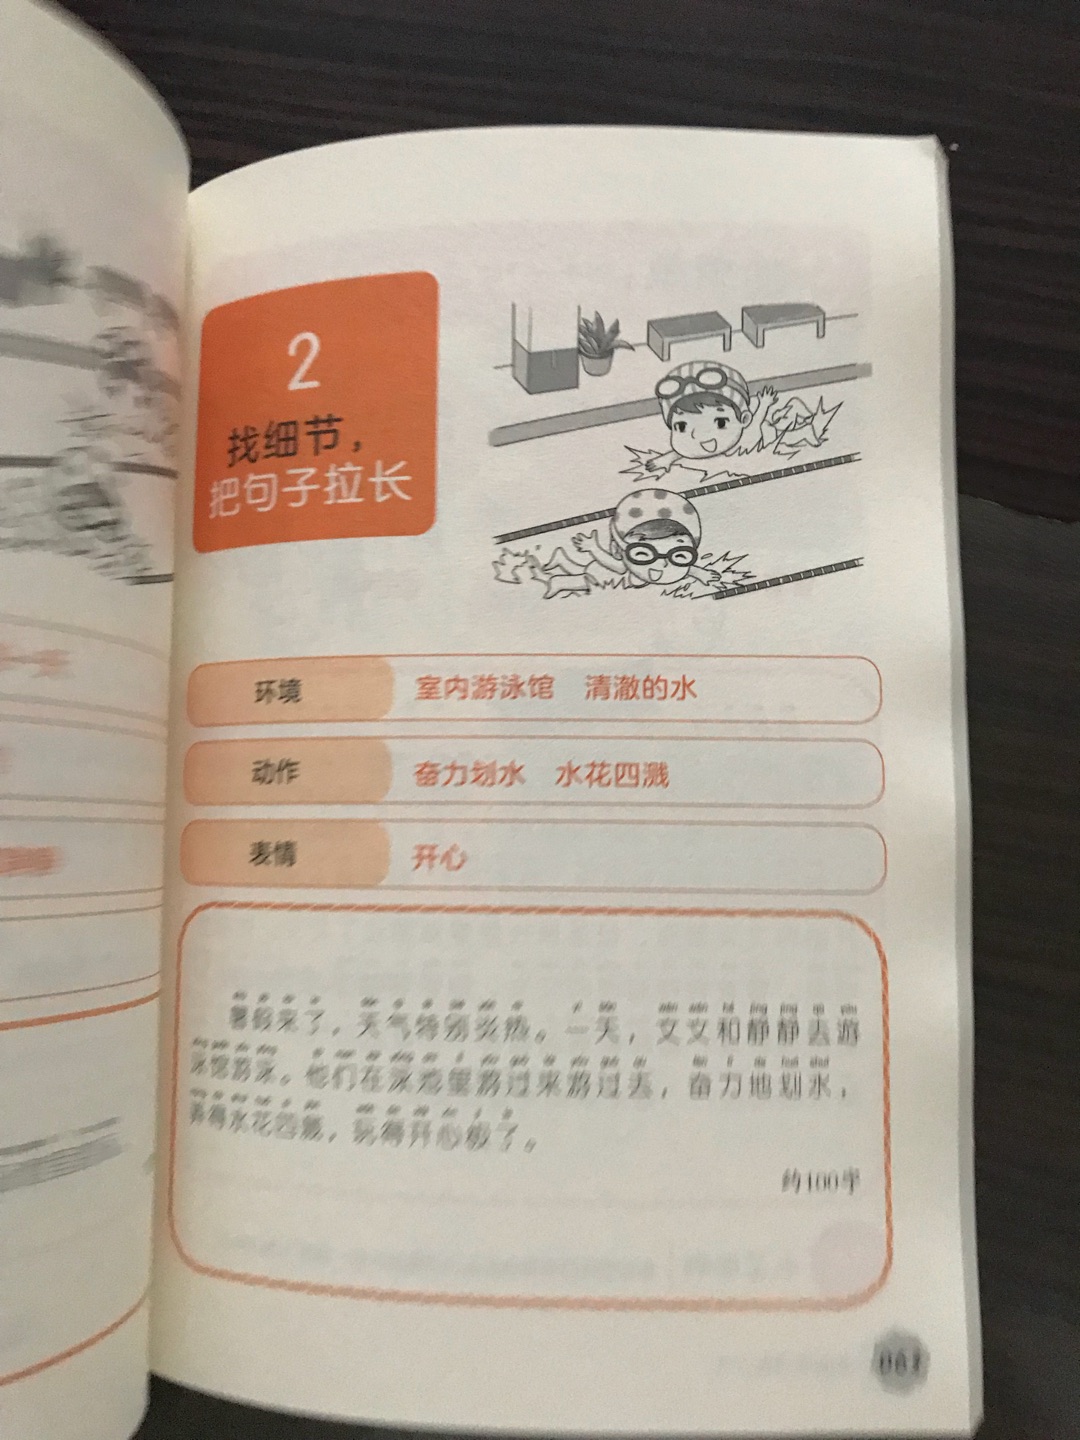 2
找细节，
把句子拉长
环境 室内游泳馆 清澈的水
动作 奋力划水 水花四溅
表情 开心
暑假来了，天气特别炎热。一天，文文和静静去游
泳馆游泳。他们在泳池里游过来游过去，奋力地划水，
弄得水花四溅，玩得开心极了。
约100字
061